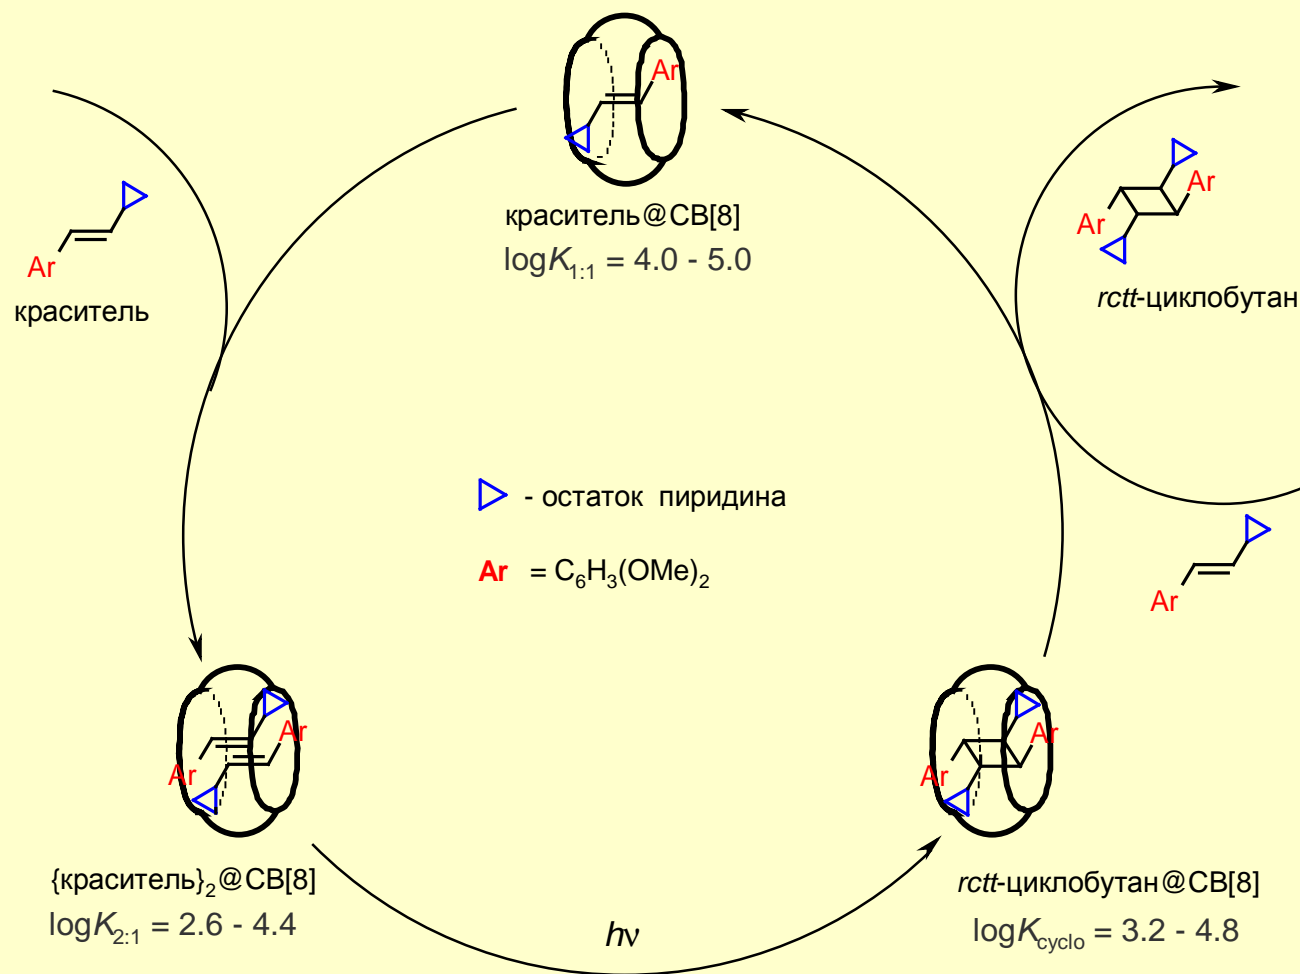 Ar
краситель@CB[8]
logK1:1 = 4.0 - 5.0
Ar
краситель
Ar
Ar
rctt-циклобутан
- остаток пиридина
Ar = C6H3(OMe)2
Ar
Ar
Ar
{краситель}2@CB[8]
logK2:1 = 2.6 - 4.4
hν
Ar
Ar
rctt-циклобутан@CB[8]
logKcyclo = 3.2 - 4.8